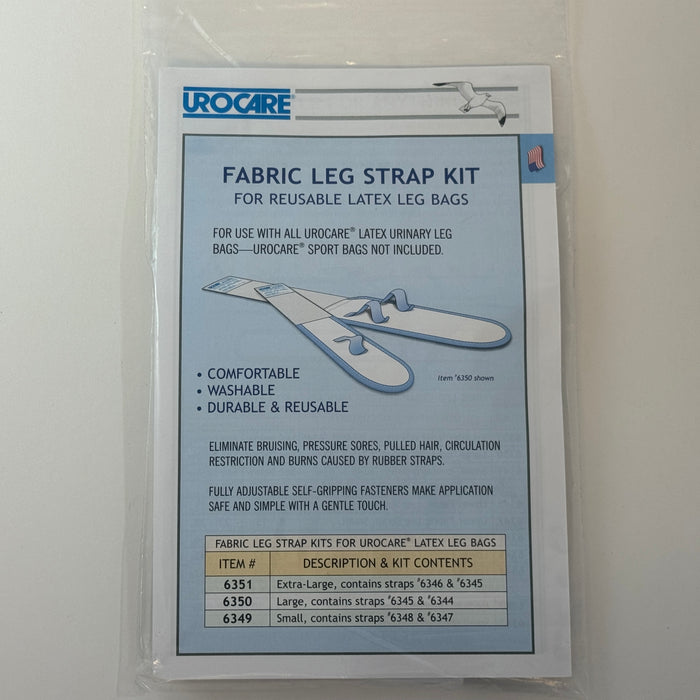 UROCARE®
FABRIC LEG STRAP KIT
FOR REUSABLE LATEX LEG BAGS
FOR USE WITH ALL UROCARE® LATEX URINARY LEG
BAGS—UROCARE® SPORT BAGS NOT INCLUDED.
Item #6350 shown
• COMFORTABLE
• WASHABLE
• DURABLE & REUSABLE
ELIMINATE BRUISING, PRESSURE SORES, PULLED HAIR, CIRCULATION
RESTRICTION AND BURNS CAUSED BY RUBBER STRAPS.
FULLY ADJUSTABLE SELF-GRIPPING FASTENERS MAKE APPLICATION
SAFE AND SIMPLE WITH A GENTLE TOUCH.
FABRIC LEG STRAP KITS FOR UROCARE® LATEX LEG BAGS
ITEM # DESCRIPTION & KIT CONTENTS
6351 Extra-Large, contains straps #6346 & #6345
6350 Large, contains straps #6345 & #6344
6349 Small, contains straps #6348 & #6347